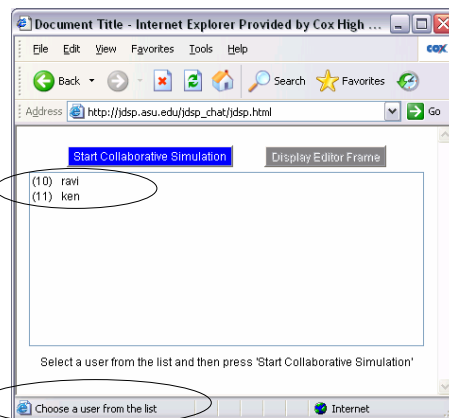 Document Title - Internet Explorer Provided by Cox High ...
File Edit View Favorites Tools Help
cox
Back Search Favorites
Address http://jdsp.asu.edu/jdsp_chat/jdsp.html Go
Start Collaborative Simulation Display Editor Frame
(10) ravi
(11) ken
Select a user from the list and then press 'Start Collaborative Simulation'
Choose a user from the list Internet